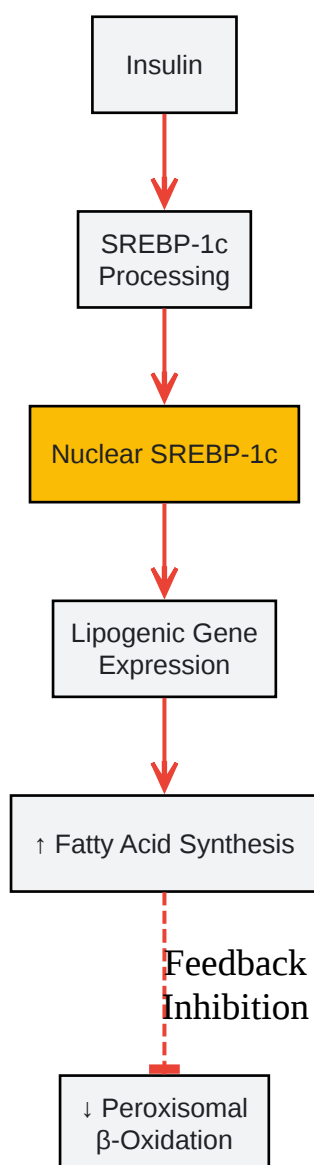 Insulin
SREBP-1c
Processing
Nuclear SREBP-1c
Lipogenic Gene
Expression
↑ Fatty Acid Synthesis
Feedback
Inhibition
↓ Peroxisomal
β-Oxidation